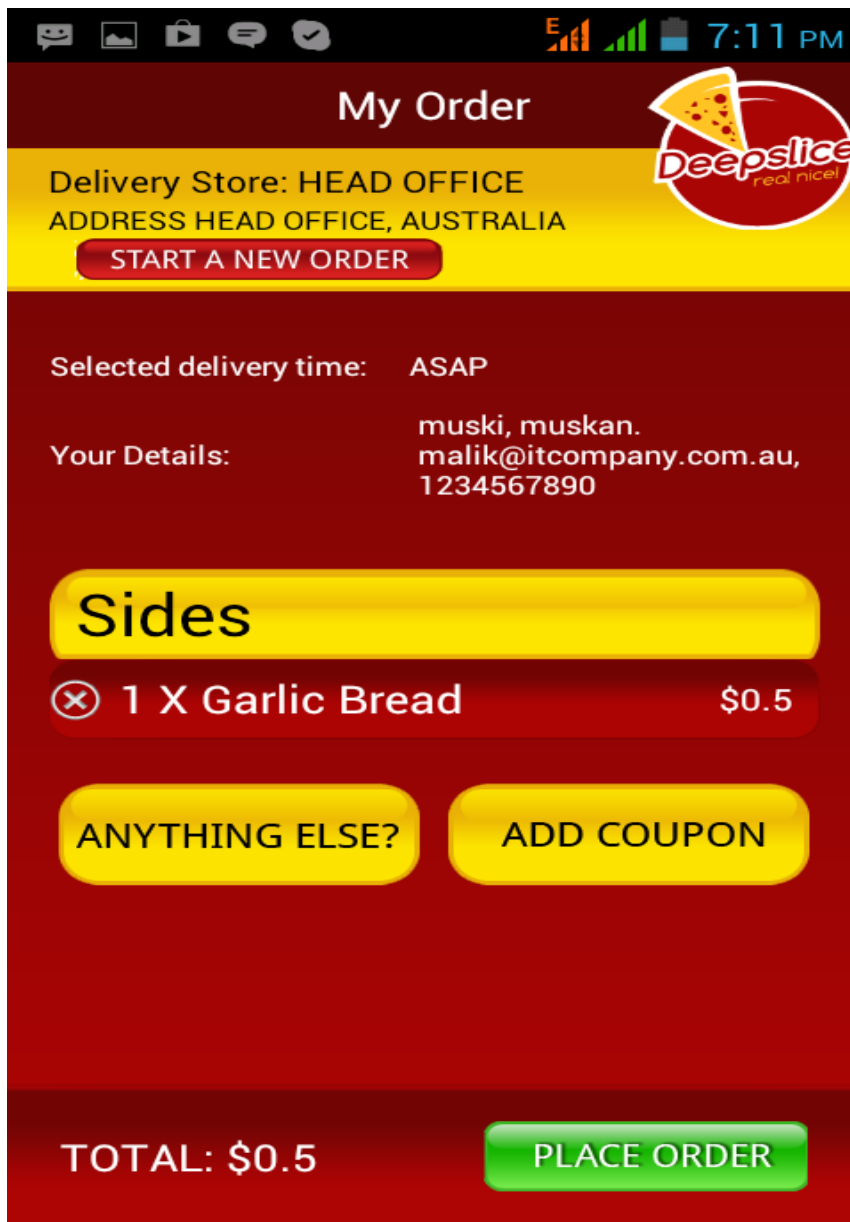 E
7:11 PM
My Order
Deepslice
real nice!
Delivery Store: HEAD OFFICE
ADDRESS HEAD OFFICE, AUSTRALIA
START A NEW ORDER
Selected delivery time: ASAP
Your Details: muski, muskan.
malik@itcompany.com.au,
1234567890
Sides
1 X Garlic Bread $0.5
ANYTHING ELSE? ADD COUPON
TOTAL: $0.5 PLACE ORDER